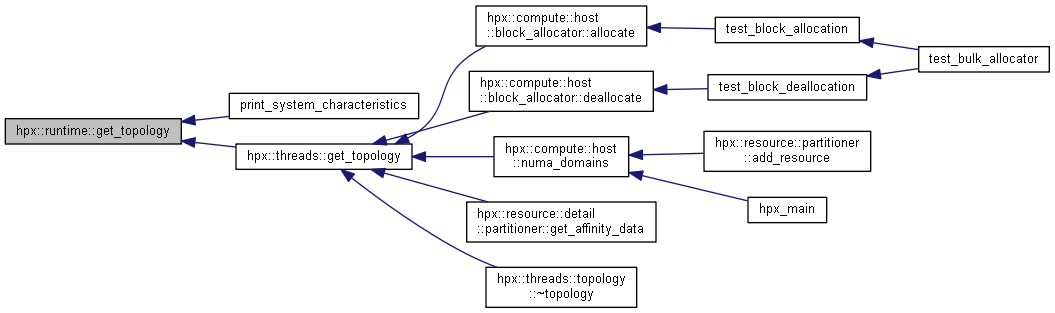 hpx::runtime::get_topology
print_system_characteristics
hpx::threads::get_topology
hpx::compute::host
::block_allocator::allocate
hpx::compute::host
::block_allocator::deallocate
hpx::compute::host
::numa_domains
hpx::resource::detail
::partitioner::get_affinity_data
hpx::threads::topology
::~topology
test_block_allocation
test_block_deallocation
hpx::resource::partitioner
::add_resource
hpx_main
test_bulk_allocator